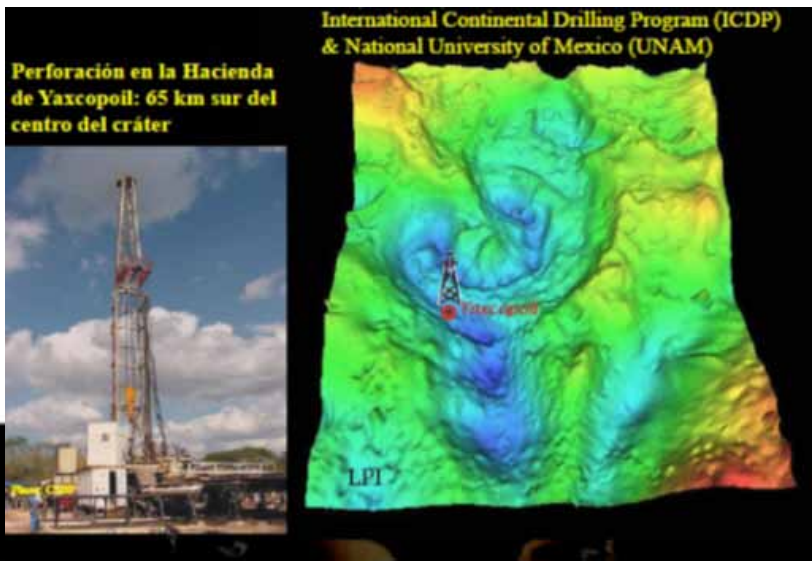 International Continental Drilling Program (ICDP)
& National University of Mexico (UNAM)
Perforación en la Hacienda
de Yaxcopoil: 65 km sur del
centro del cráter
Yaxcopoil
LPI